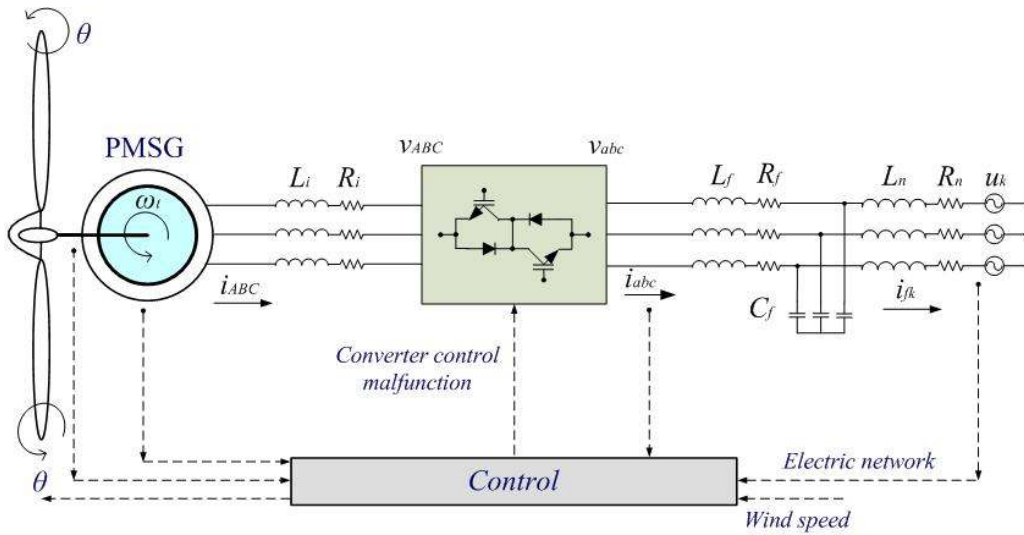 θ
PMSG
ωt
Li Ri
vABC
vabc
Lf Rf
Ln Rn uk
iABC
iabc
Cf
ifk
Converter control
malfunction
Control
Electric network
Wind speed
θ